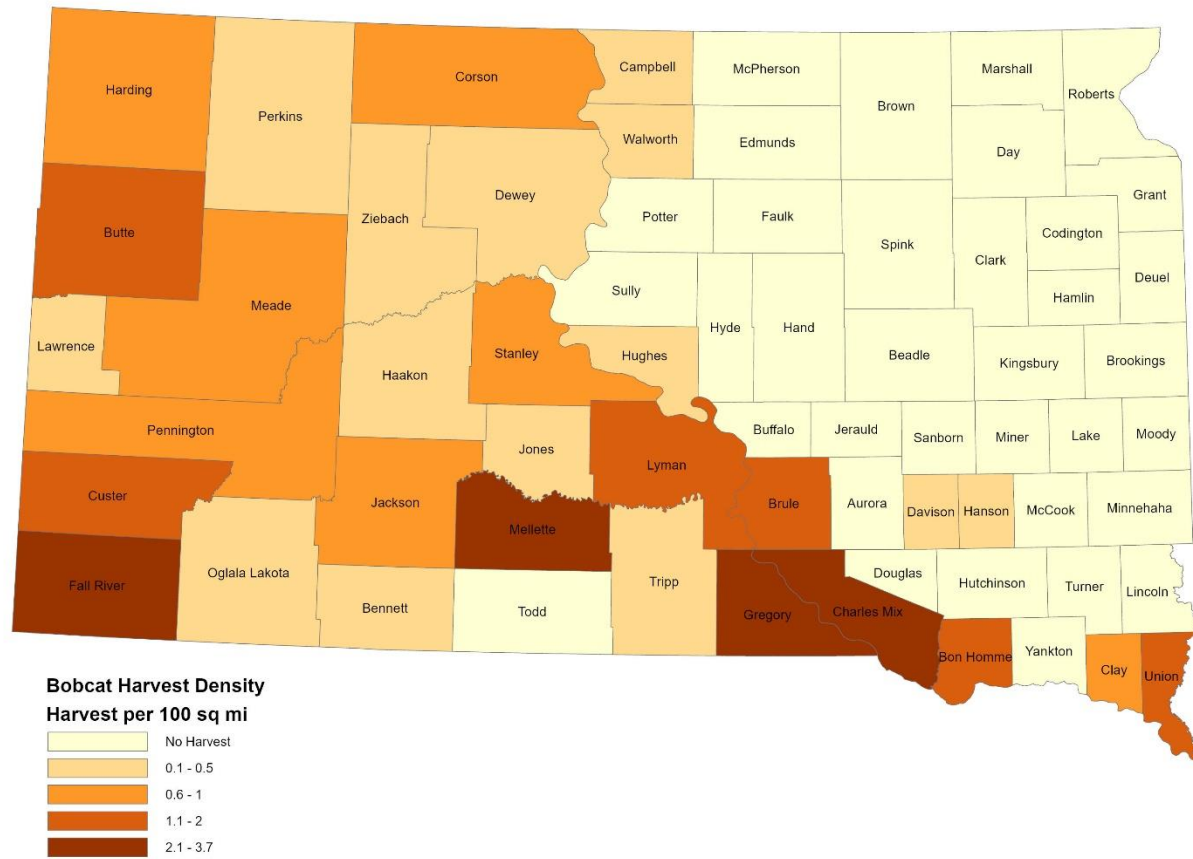 Harding
Perkins
Corson
Campbell
McPherson
Brown
Marshall
Roberts
Walworth
Edmunds
Day
Dewey
Ziebach
Butte
Potter
Faulk
Spink
Clark
Codington
Grant
Meade
Sully
Hyde
Hand
Hamlin
Deuel
Lawrence
Haakon
Stanley
Hughes
Beadle
Kingsbury
Brookings
Pennington
Jones
Lyman
Buffalo
Jerauld
Sanborn
Miner
Lake
Moody
Custer
Jackson
Mellette
Brule
Aurora
Davison
Hanson
McCook
Minnehaha
Fall River
Oglala Lakota
Bennett
Todd
Tripp
Gregory
Charles Mix
Douglas
Hutchinson
Turner
Lincoln
Bon Homme
Yankton
Clay
Union
Bobcat Harvest Density
Harvest per 100 sq mi
No Harvest
0.1 - 0.5
0.6 - 1
1.1 - 2
2.1 - 3.7